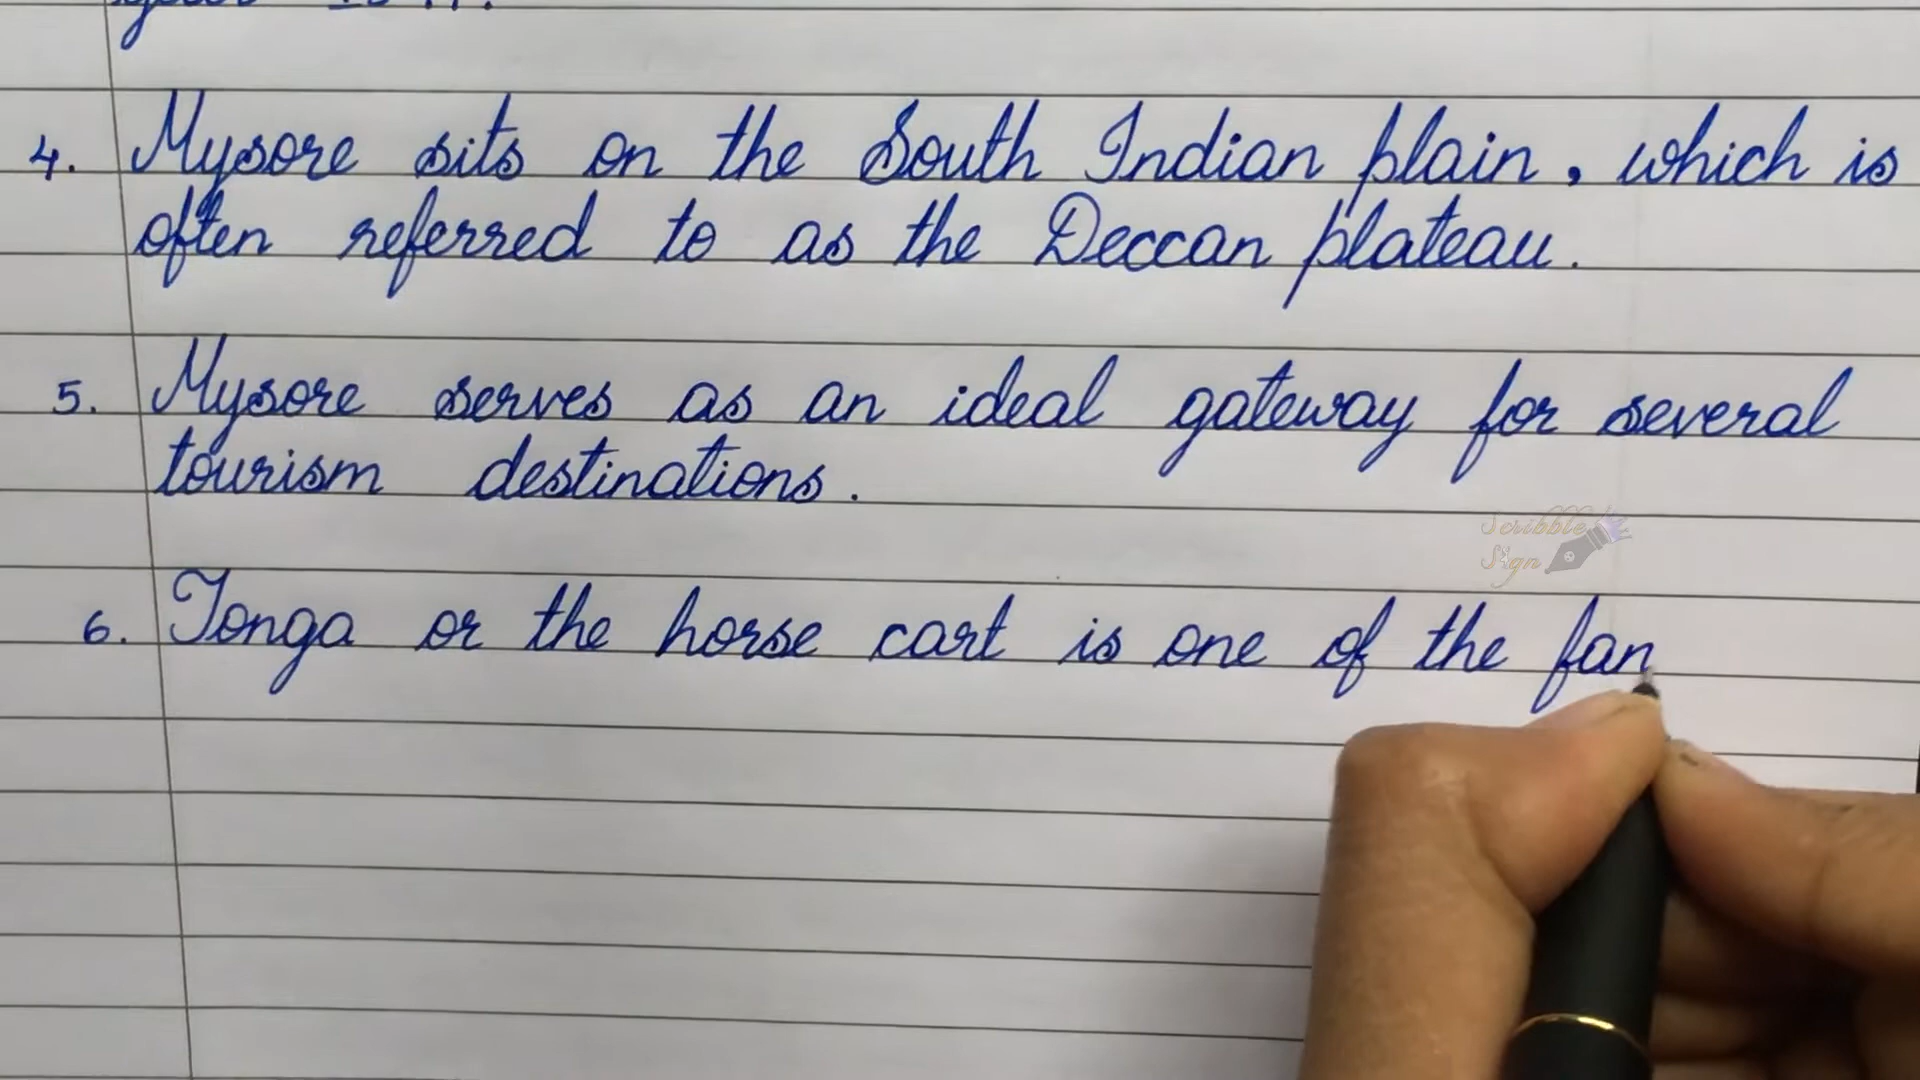 4. Mysore sits on the South Indian plain, which is
often referred to as the Deccan plateau.
5. Mysore serves as an ideal gateway for several
tourism destinations.
Scribble
Sign
6. Tonga or the horse cart is one of the fan